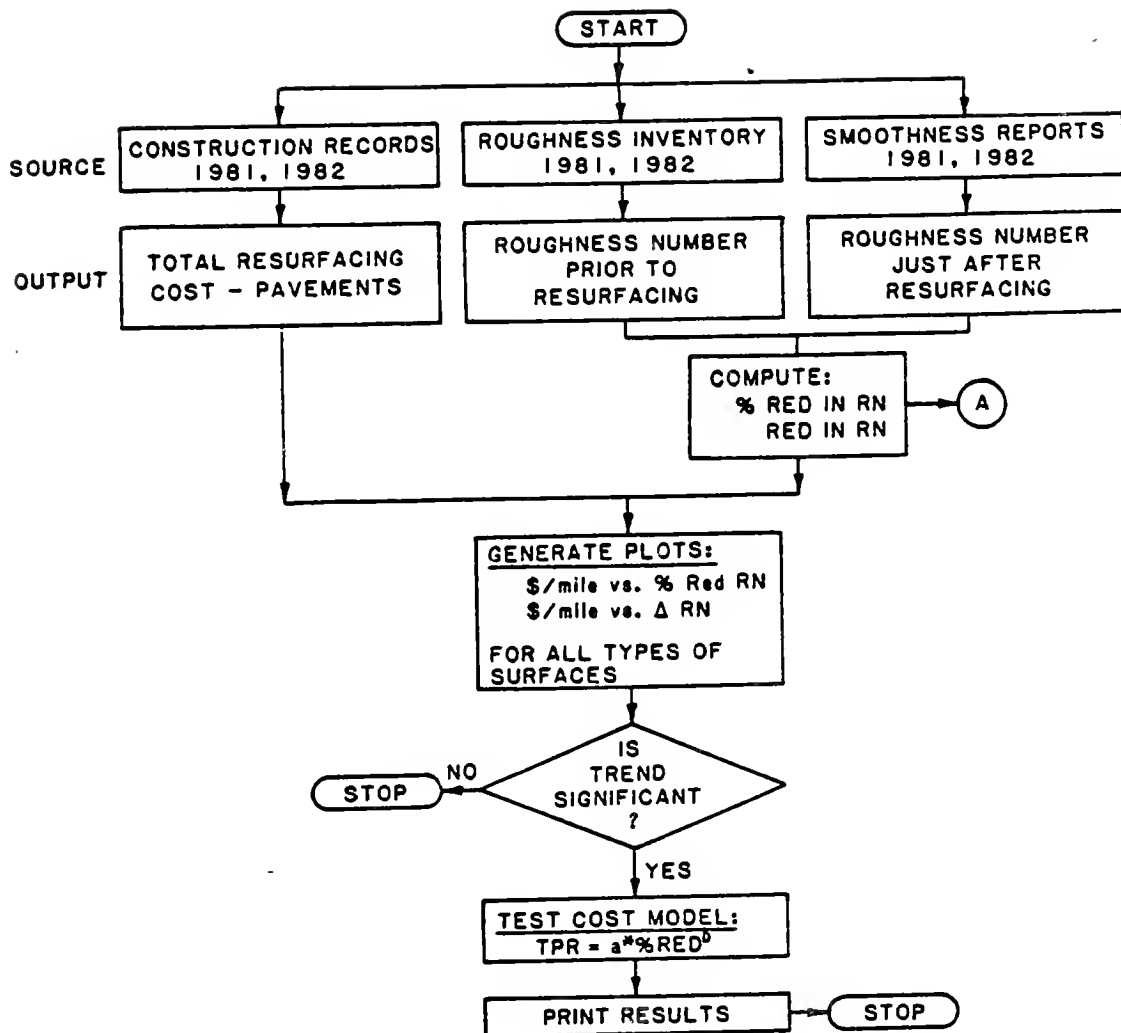 START
SOURCE
CONSTRUCTION RECORDS
1981, 1982
ROUGHNESS INVENTORY
1981, 1982
SMOOTHNESS REPORTS
1981, 1982
OUTPUT
TOTAL RESURFACING
COST - PAVEMENTS
ROUGHNESS NUMBER
PRIOR TO
RESURFACING
ROUGHNESS NUMBER
JUST AFTER
RESURFACING
COMPUTE:
% RED IN RN
RED IN RN
A
GENERATE PLOTS:
$/mile vs. % Red RN
$/mile vs. Δ RN
FOR ALL TYPES OF
SURFACES
IS
TREND
SIGNIFICANT
?
NO
STOP
YES
TEST COST MODEL:
TPR = a*%RED^b
PRINT RESULTS
STOP